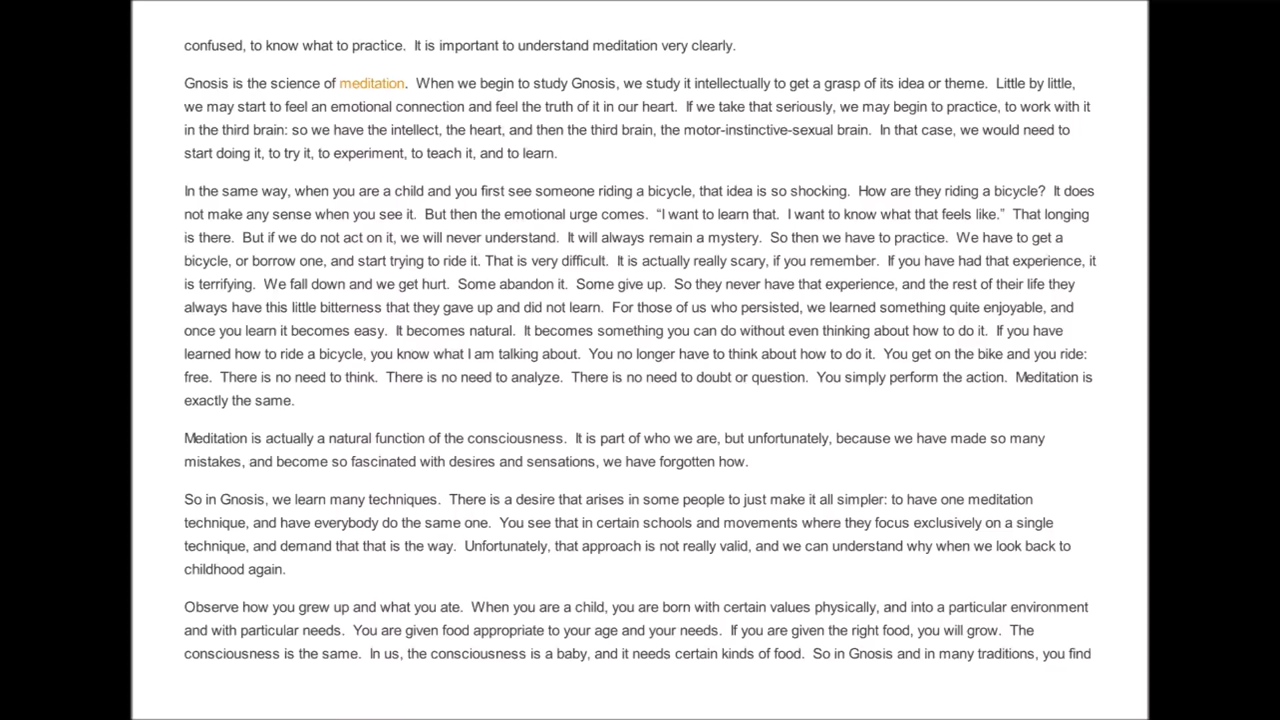 confused, to know what to practice.  It is important to understand meditation very clearly.
Gnosis is the science of meditation.  When we begin to study Gnosis, we study it intellectually to get a grasp of its idea or theme.  Little by little,
we may start to feel an emotional connection and feel the truth of it in our heart.  If we take that seriously, we may begin to practice, to work with it
in the third brain: so we have the intellect, the heart, and then the third brain, the motor-instinctive-sexual brain.  In that case, we would need to
start doing it, to try it, to experiment, to teach it, and to learn.
In the same way, when you are a child and you first see someone riding a bicycle, that idea is so shocking.  How are they riding a bicycle?  It does
not make any sense when you see it.  But then the emotional urge comes.  “I want to learn that.  I want to know what that feels like.”  That longing
is there.  But if we do not act on it, we will never understand.  It will always remain a mystery.  So then we have to practice.  We have to get a
bicycle, or borrow one, and start trying to ride it. That is very difficult.  It is actually really scary, if you remember.  If you have had that experience, it
is terrifying.  We fall down and we get hurt.  Some abandon it.  Some give up.  So they never have that experience, and the rest of their life they
always have this little bitterness that they gave up and did not learn.  For those of us who persisted, we learned something quite enjoyable, and
once you learn it becomes easy.  It becomes natural.  It becomes something you can do without even thinking about how to do it.  If you have
learned how to ride a bicycle, you know what I am talking about.  You no longer have to think about how to do it.  You get on the bike and you ride:
free.  There is no need to think.  There is no need to analyze.  There is no need to doubt or question.  You simply perform the action.  Meditation is
exactly the same.
Meditation is actually a natural function of the consciousness.  It is part of who we are, but unfortunately, because we have made so many
mistakes, and become so fascinated with desires and sensations, we have forgotten how.
So in Gnosis, we learn many techniques.  There is a desire that arises in some people to just make it all simpler: to have one meditation
technique, and have everybody do the same one.  You see that in certain schools and movements where they focus exclusively on a single
technique, and demand that that is the way.  Unfortunately, that approach is not really valid, and we can understand why when we look back to
childhood again.
Observe how you grew up and what you ate.  When you are a child, you are born with certain values physically, and into a particular environment
and with particular needs.  You are given food appropriate to your age and your needs.  If you are given the right food, you will grow.  The
consciousness is the same.  In us, the consciousness is a baby, and it needs certain kinds of food.  So in Gnosis and in many traditions, you find